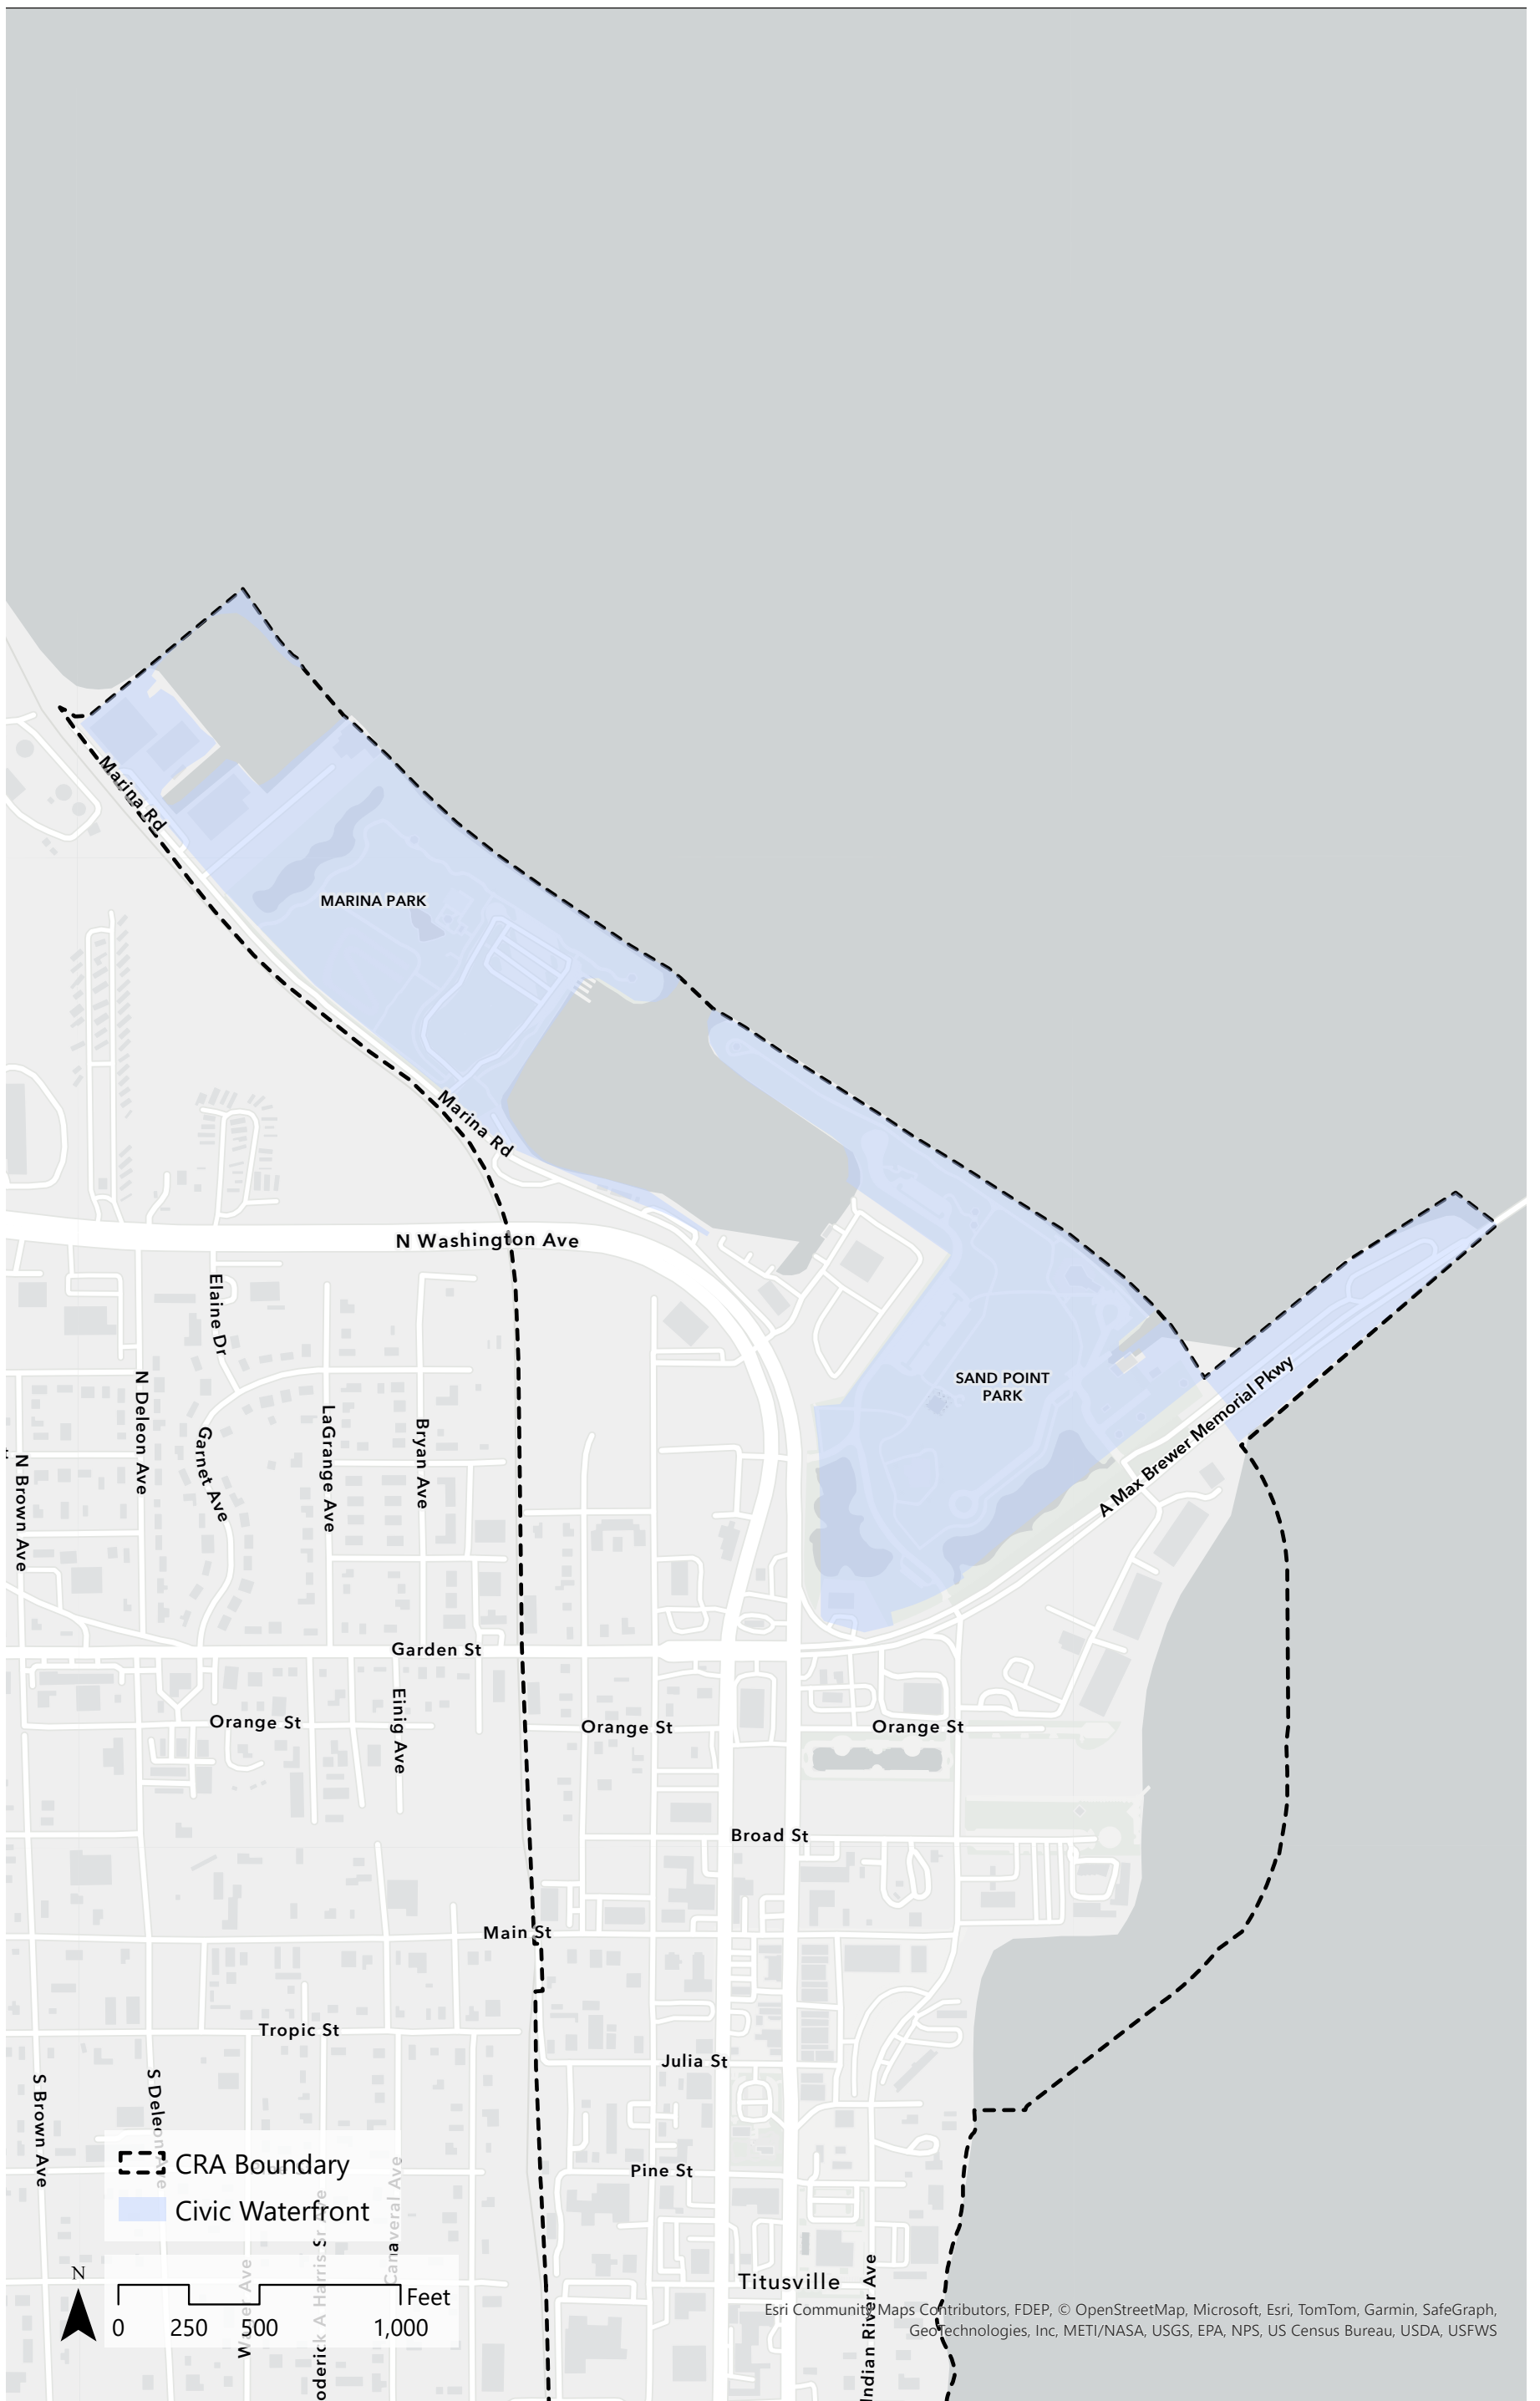 Marina Rd
MARINA PARK
Marina Rd
N Washington Ave
Elaine Dr
N Deleon Ave
Garnet Ave
LaGrange Ave
Bryan Ave
N Brown Ave
SAND POINT
PARK
A Max Brewer Memorial Pkwy
Garden St
Orange St
Einig Ave
Orange St
Orange St
Broad St
Main St
Tropic St
Julia St
S Brown Ave
Pine St
CRA Boundary
Civic Waterfront
Canaveral Ave
N
Feet
0 250 500 1,000
Titusville
Indian River Ave
Esri Community Maps Contributors, FDEP, © OpenStreetMap, Microsoft, Esri, TomTom, Garmin, SafeGraph,
GeoTechnologies, Inc, METI/NASA, USGS, EPA, NPS, US Census Bureau, USDA, USFWS